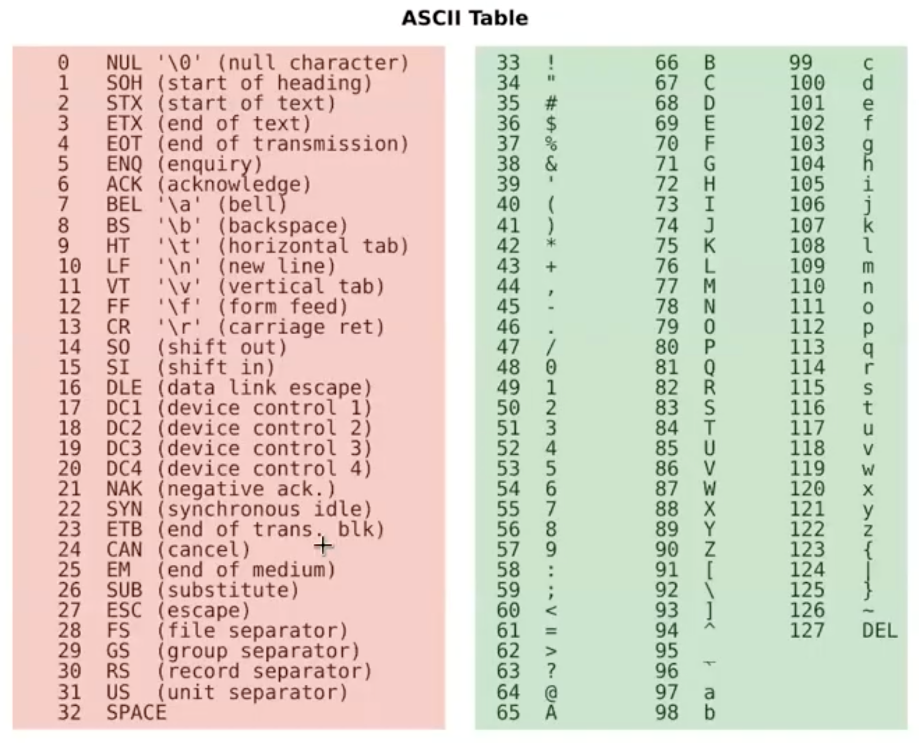 ASCII Table
0 NUL '\0' (null character)
1 SOH (start of heading)
2 STX (start of text)
3 ETX (end of text)
4 EOT (end of transmission)
5 ENQ (enquiry)
6 ACK (acknowledge)
7 BEL '\a' (bell)
8 BS '\b' (backspace)
9 HT '\t' (horizontal tab)
10 LF '\n' (new line)
11 VT '\v' (vertical tab)
12 FF '\f' (form feed)
13 CR '\r' (carriage ret)
14 SO (shift out)
15 SI (shift in)
16 DLE (data link escape)
17 DC1 (device control 1)
18 DC2 (device control 2)
19 DC3 (device control 3)
20 DC4 (device control 4)
21 NAK (negative ack.)
22 SYN (synchronous idle)
23 ETB (end of trans. blk)
24 CAN (cancel)
25 EM (end of medium)
26 SUB (substitute)
27 ESC (escape)
28 FS (file separator)
29 GS (group separator)
30 RS (record separator)
31 US (unit separator)
32 SPACE
33 ! 66 B 99 c
34 " 67 C 100 d
35 # 68 D 101 e
36 $ 69 E 102 f
37 % 70 F 103 g
38 & 71 G 104 h
39 ' 72 H 105 i
40 ( 73 I 106 j
41 ) 74 J 107 k
42 * 75 K 108 l
43 + 76 L 109 m
44 , 77 M 110 n
45 - 78 N 111 o
46 . 79 O 112 p
47 / 80 P 113 q
48 0 81 Q 114 r
49 1 82 R 115 s
50 2 83 S 116 t
51 3 84 T 117 u
52 4 85 U 118 v
53 5 86 V 119 w
54 6 87 W 120 x
55 7 88 X 121 y
56 8 89 Y 122 z
57 9 90 Z 123 {
58 : 91 [ 124 |
59 ; 92 \ 125 }
60 < 93 ] 126 ~
61 = 94 ^ 127 DEL
62 > 95 _
63 ? 96 `
64 @ 97 a
65 A 98 b